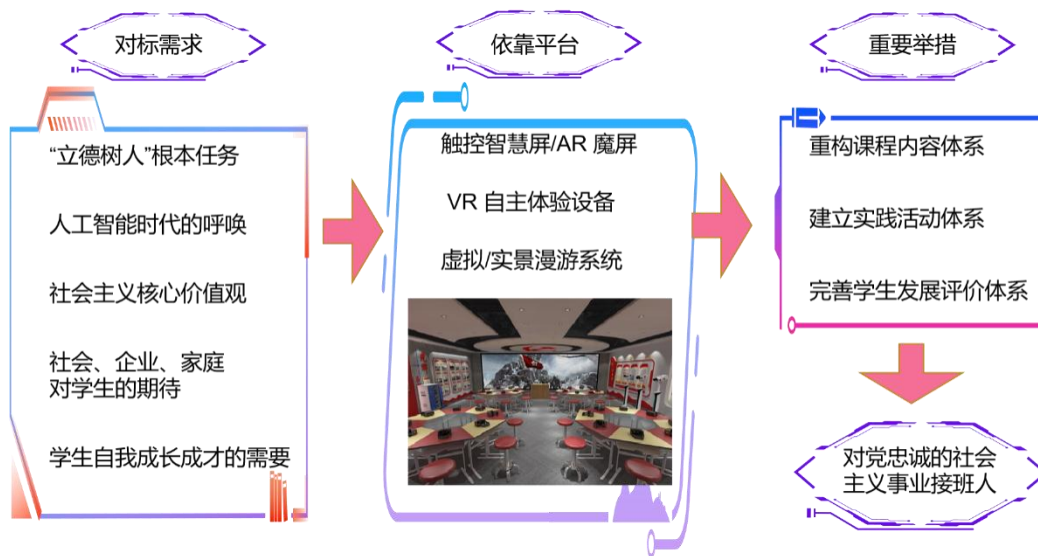 对标需求
“立德树人”根本任务
人工智能时代的呼唤
社会主义核心价值观
社会、企业、家庭
对学生的期待
学生自我成长成才的需要
依靠平台
触控智慧屏/AR 魔屏
VR 自主体验设备
虚拟/实景漫游系统
重要举措
重构课程内容体系
建立实践活动体系
完善学生发展评价体系
对党忠诚的社会
主义事业接班人